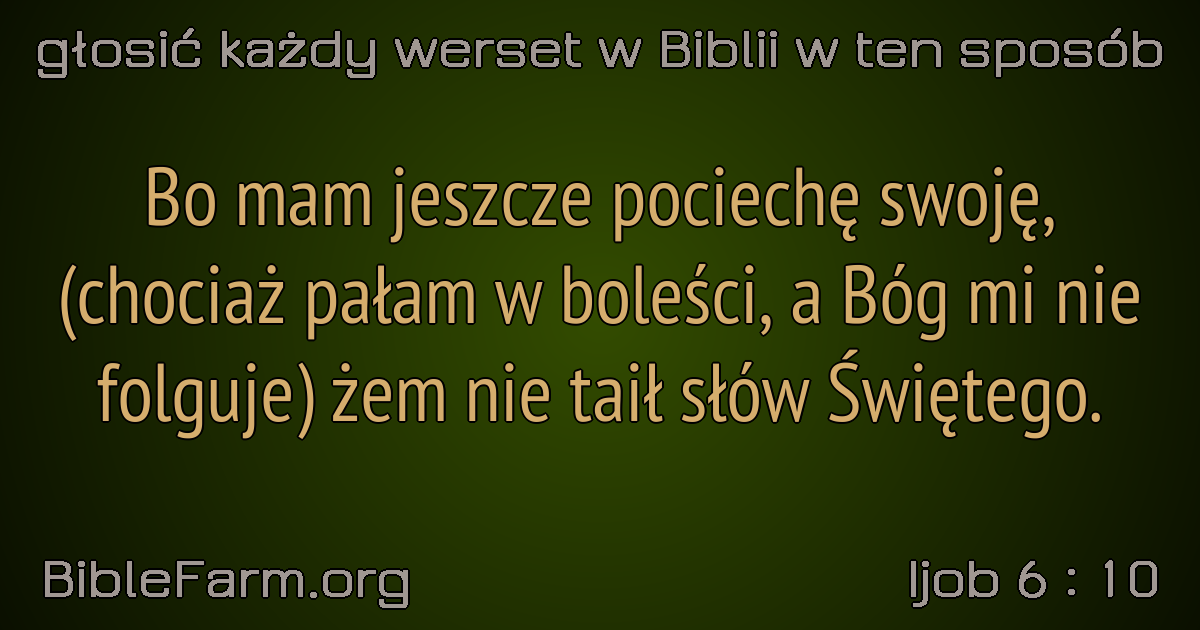 głosić każdy werset w Biblii w ten sposób
Bo mam jeszcze pociechę swoję,
(chociaż pałam w boleści, a Bóg mi nie
folguje) żem nie taił słów Świętego.
BibleFarm.org
Ijob 6 : 10